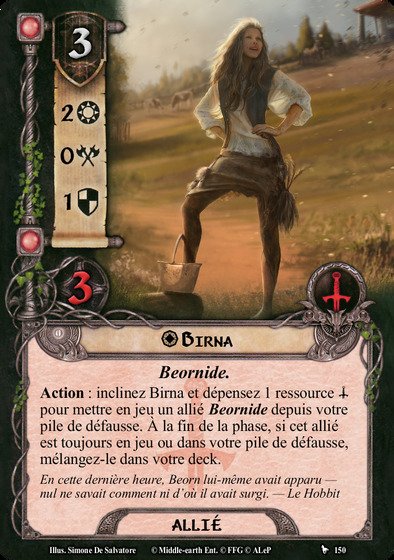 3
2
0
1
3
Birna
Beornide.
Action : inclinez Birna et dépensez 1 ressource
pour mettre en jeu un allié Beornide depuis votre
pile de défausse. À la fin de la phase, si cet allié
est toujours en jeu ou dans votre pile de défausse,
mélangez-le dans votre deck.
En cette dernière heure, Beorn lui-même avait apparu —
nul ne savait comment ni d’où il avait surgi. — Le Hobbit
Illus. Simone De Salvatore © Middle-earth Ent. © FFG © ALeP 150
ALLIÉ